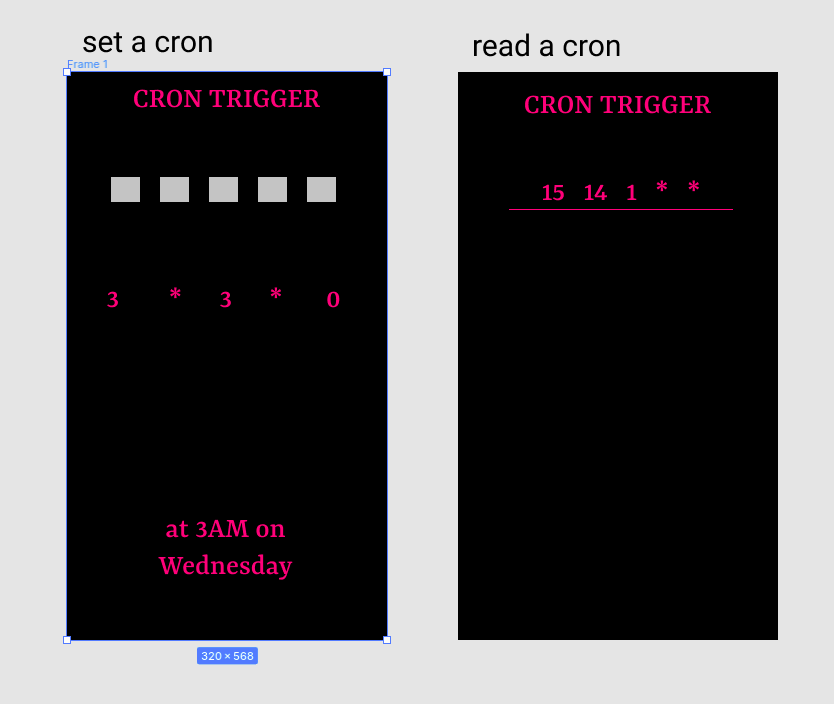 set a cron
Frame 1
CRON TRIGGER
3 * 3 * 0
at 3AM on
Wednesday
320 × 568
read a cron
CRON TRIGGER
15 14 1 * *